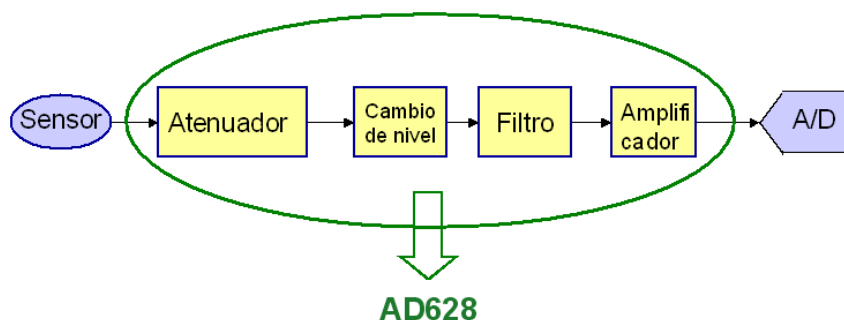 Sensor
Atenuador
Cambio
de nivel
Filtro
Amplifi
cador
A/D
AD628